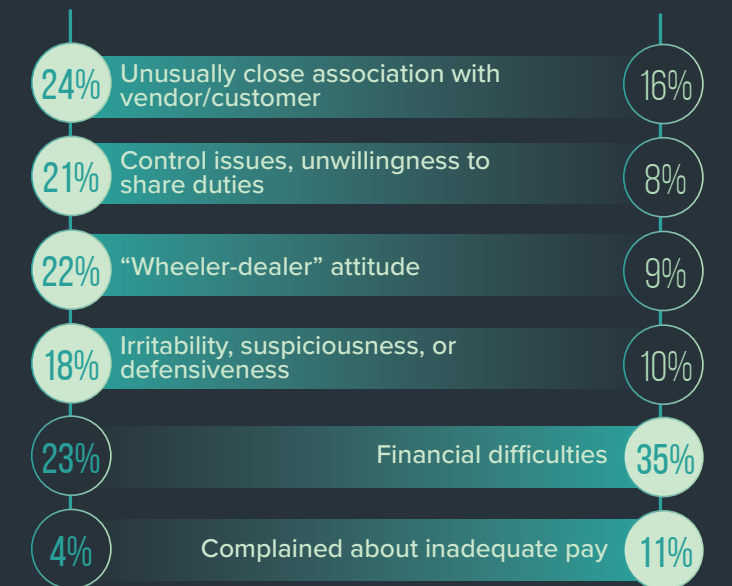 24%
Unusually close association with
vendor/customer
16%
21%
Control issues, unwillingness to
share duties
8%
22%
“Wheeler-dealer” attitude
9%
18%
Irritability, suspiciousness, or
defensiveness
10%
23%
Financial difficulties
35%
4%
Complained about inadequate pay
11%